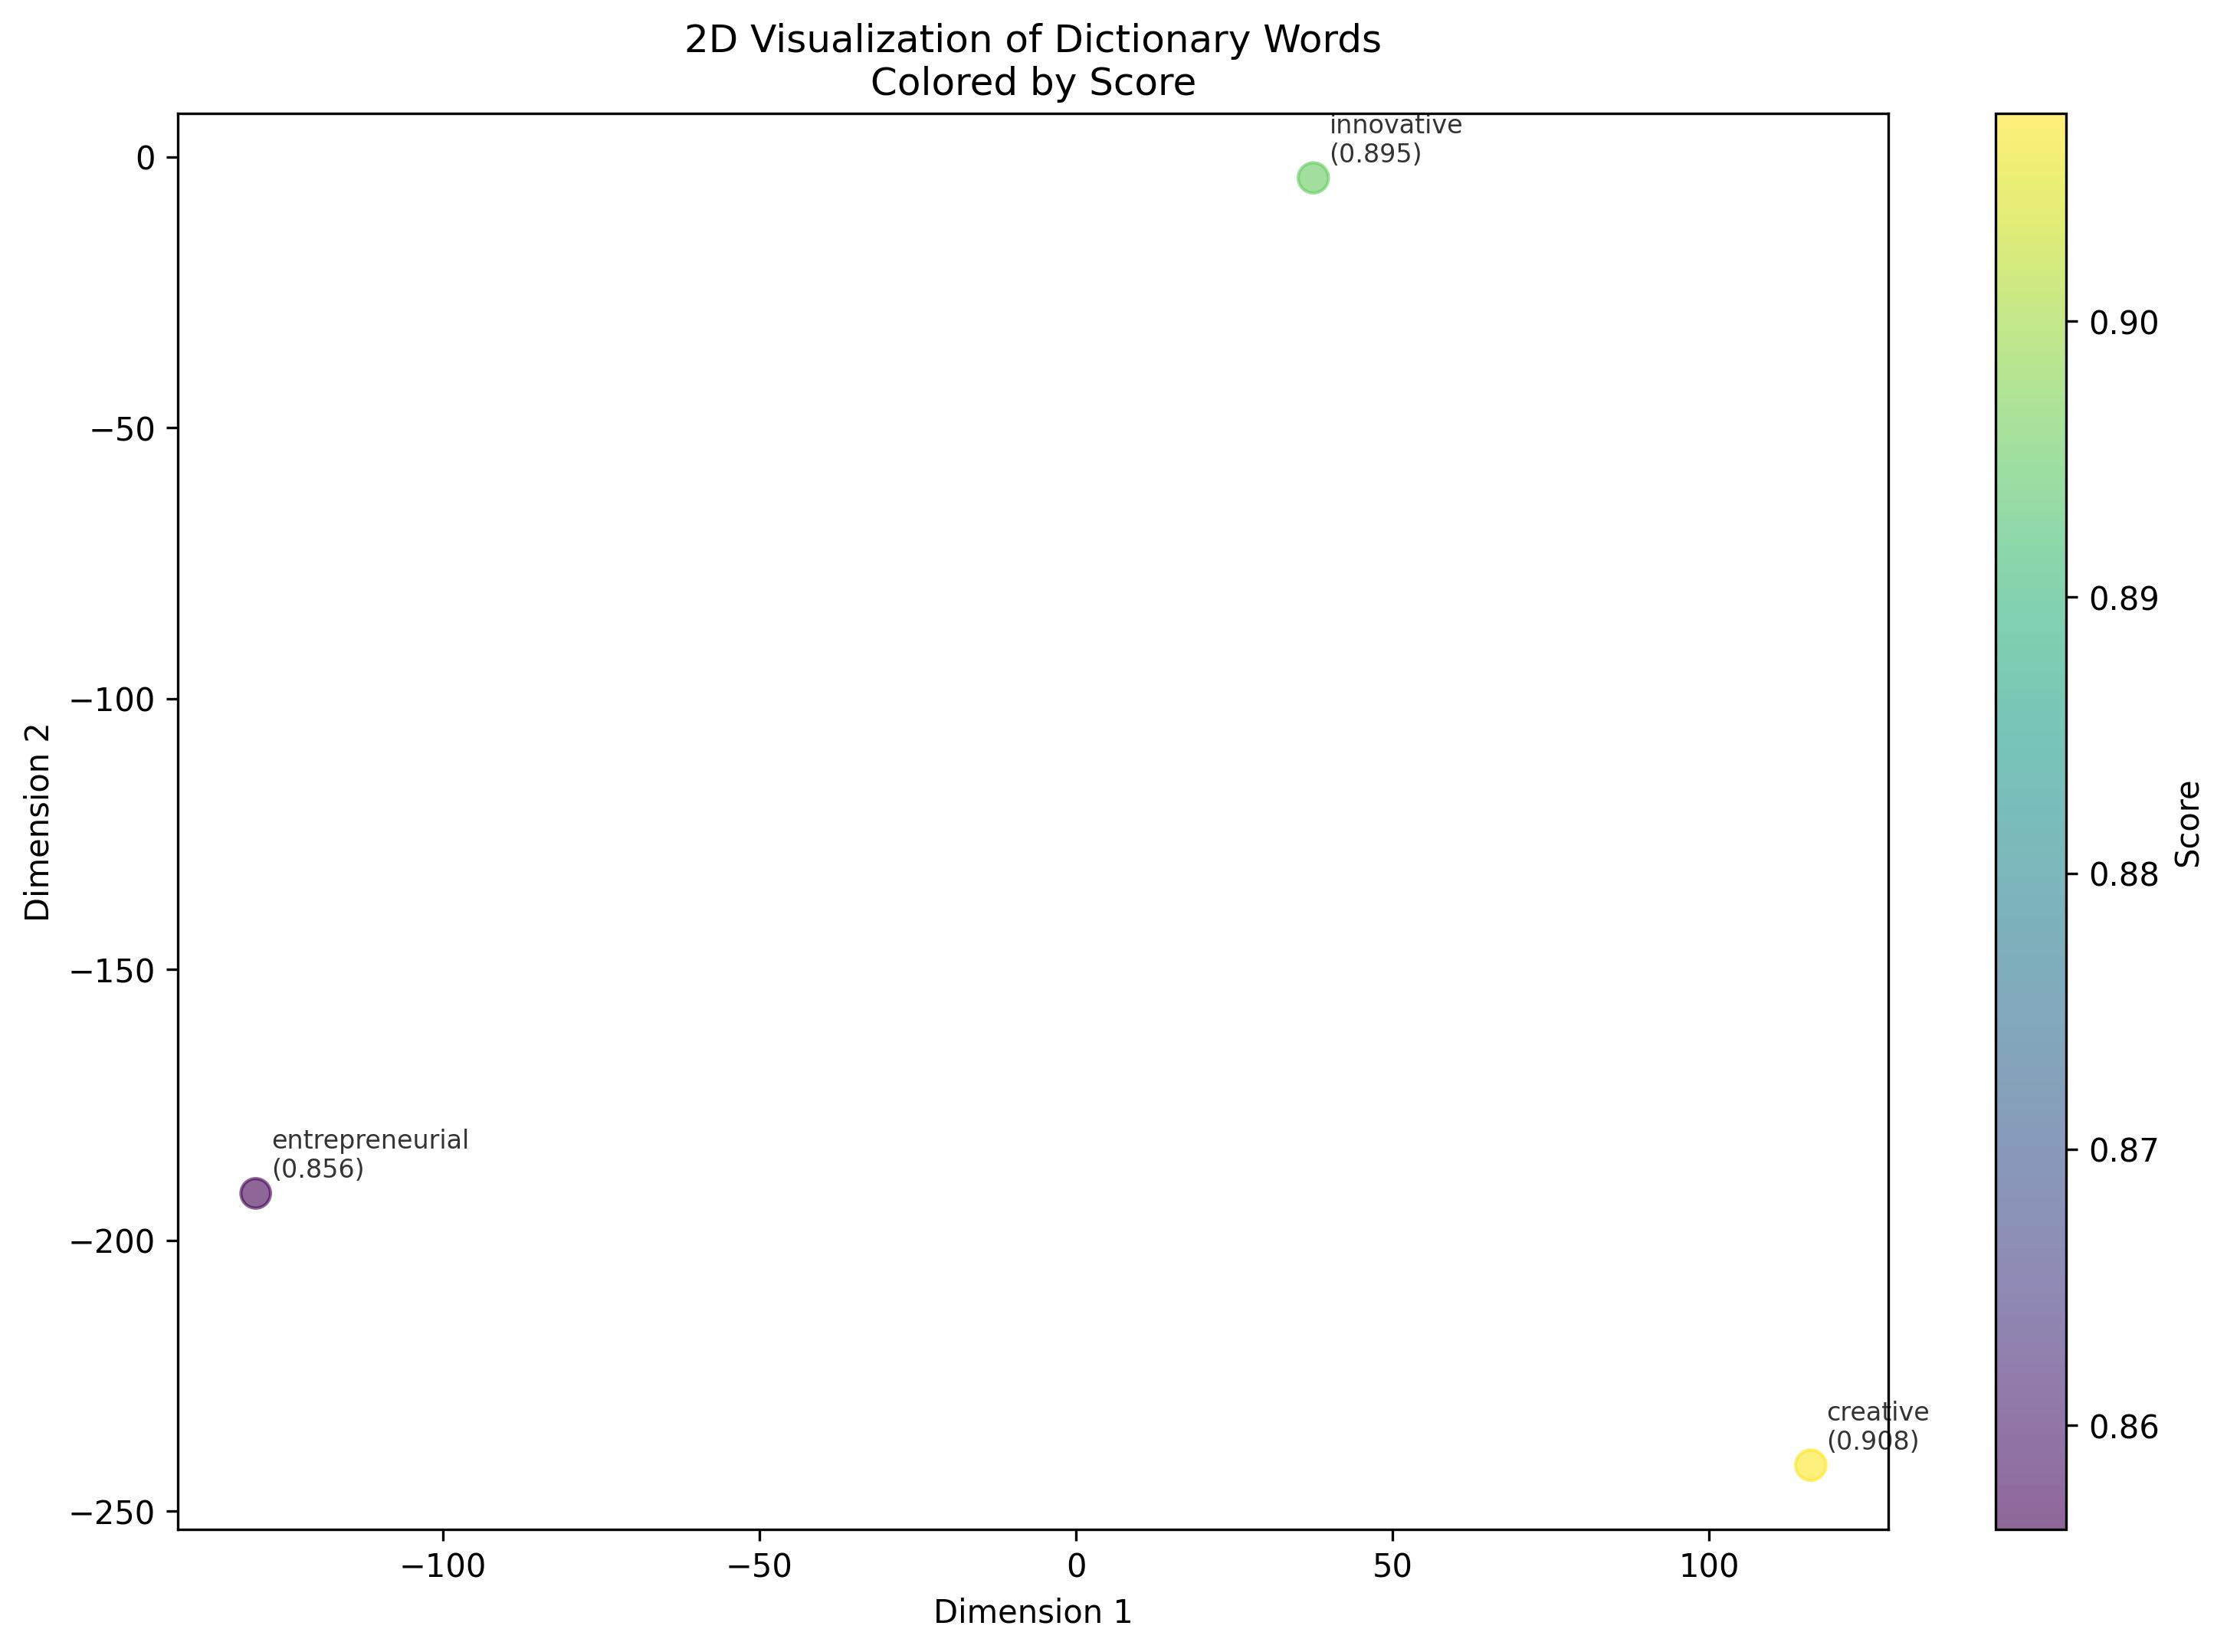 2D Visualization of Dictionary Words
Colored by Score
innovative
(0.895)
entrepreneurial
(0.856)
creative
(0.908)
0
−50
−100
−150
−200
−250
Dimension 2
−100
−50
0
50
100
Dimension 1
0.90
0.89
0.88
0.87
0.86
Score